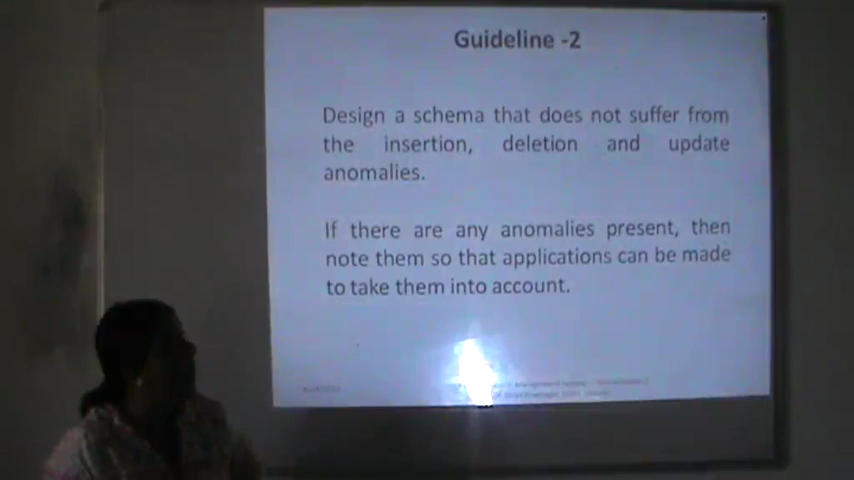 Guideline -2
Design a schema that does not suffer from
the insertion, deletion and update
anomalies.
If there are any anomalies present, then
note them so that applications can be made
to take them into account.